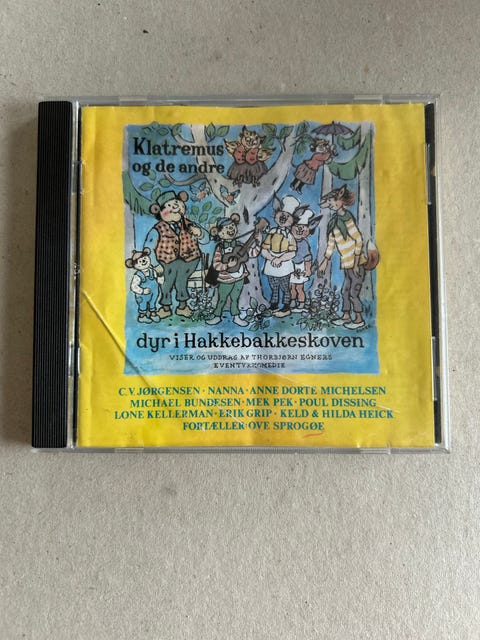 Klatremus
og de andre
dyr i Hakkebakkeskoven
VISER OG UDDRAG AF THORBJØRN EGNERS
EVENTYRKOMEDIE
C.V. JØRGENSEN · NANNA · ANNE DORTE MICHELSEN
MICHAEL BUNDESEN · MEK PEK · POUL DISSING
LONE KELLERMAN · ERIK GRIP · KELD & HILDA HEICK
FORTÆLLER: OVE SPROGØE